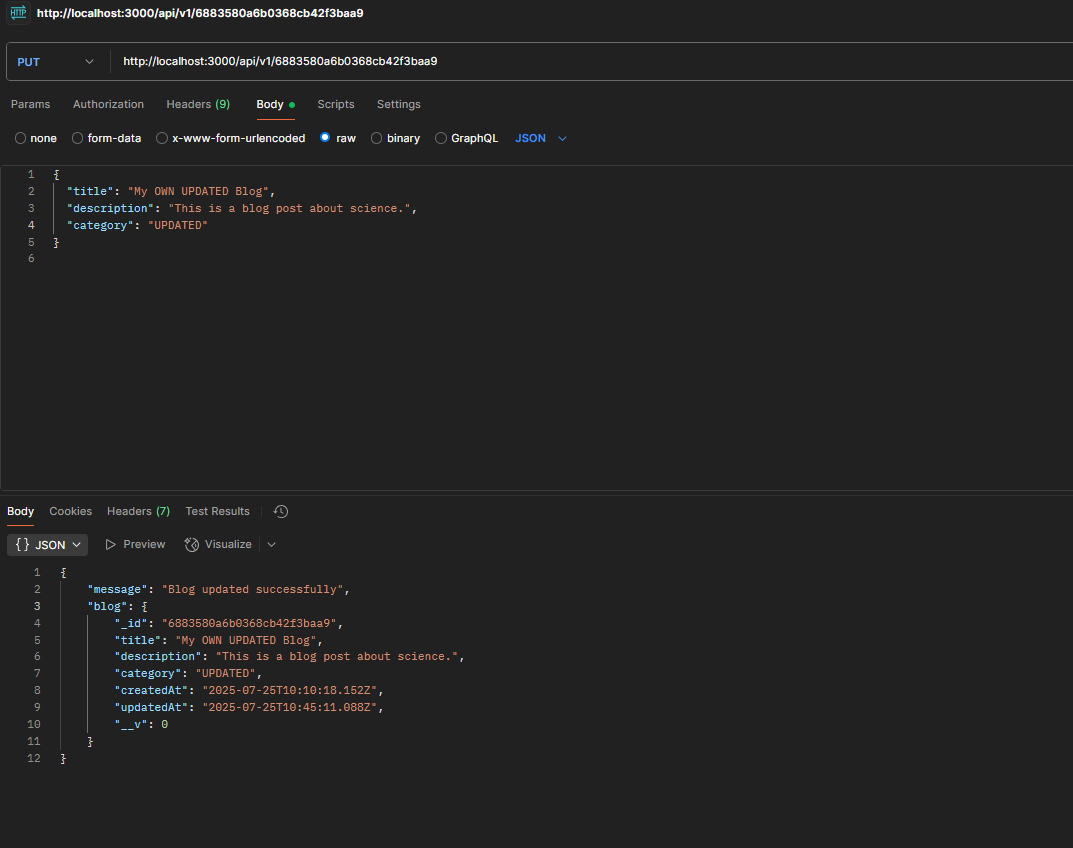 HTTP http://localhost:3000/api/v1/6883580a6b0368cb42f3baa9
PUT http://localhost:3000/api/v1/6883580a6b0368cb42f3baa9
Params Authorization Headers (9) Body Scripts Settings
none form-data x-www-form-urlencoded raw binary GraphQL JSON
1 {
2 "title": "My OWN UPDATED Blog",
3 "description": "This is a blog post about science.",
4 "category": "UPDATED"
5 }
6
Body Cookies Headers (7) Test Results
{} JSON Preview Visualize
1 {
2 "message": "Blog updated successfully",
3 "blog": {
4 "_id": "6883580a6b0368cb42f3baa9",
5 "title": "My OWN UPDATED Blog",
6 "description": "This is a blog post about science.",
7 "category": "UPDATED",
8 "createdAt": "2025-07-25T10:10:18.152Z",
9 "updatedAt": "2025-07-25T10:45:11.088Z",
10 "__v": 0
11 }
12 }